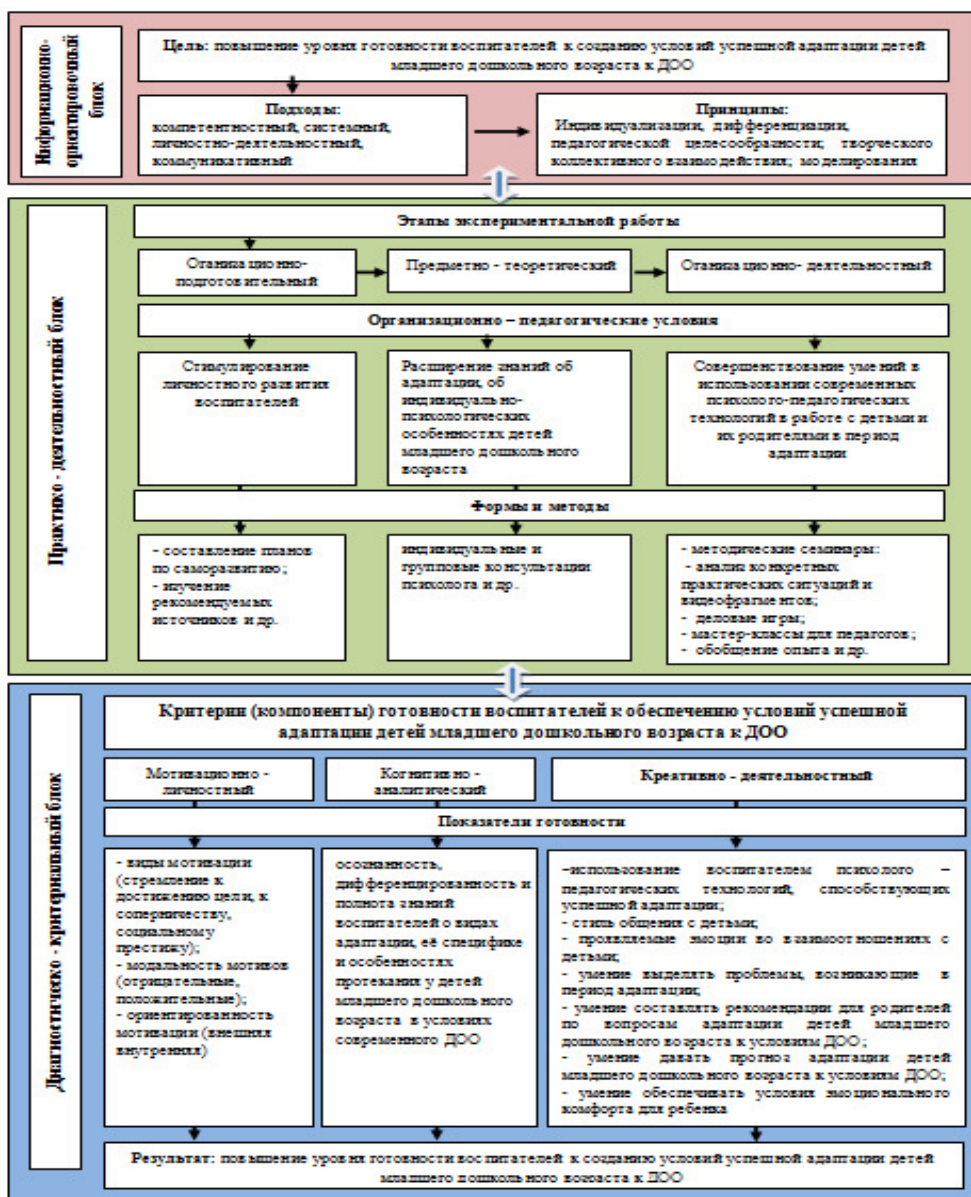 Информационно-
ориентировочный
блок
Цель: повышение уровня готовности воспитателей к созданию условий успешной адаптации детей
младшего дошкольного возраста к ДОО
Подходы:
компетентностный, системный,
личностно-деятельностный,
коммуникативный
Принципы:
Индивидуализации, дифференциации,
педагогической целесообразности; творческого
коллективного взаимодействия; моделирования
Практико - деятельностный блок
Этапы экспериментальной работы
Оганизационно-
подготовительный
Предметно - теоретический
Оганизационно- деятельностный
Организационно – педагогические условия
Стимулирование
личностного развития
воспитателей
Расширение знаний об
адаптации, об
индивидуально-
психологических
особенностях детей
младшего дошкольного
возраста
Совершенствование умений в
использовании современных
психолого-педагогических
технологий в работе с детьми и
их родителями в период
адаптации
Формы и методы
- составление планов
по саморазвитию;
- изучение
рекомендуемых
источников и др.
индивидуальные и
групповые консультации
психолога и др.
- методические семинары:
- анализ конкретных
практических ситуаций и
видеофрагментов;
- деловые игры;
- мастер-классы для педагогов;
- обобщение опыта и др.
Диагностическо - критериальный блок
Критерии (компоненты) готовности воспитателей к обеспечению условий успешной
адаптации детей младшего дошкольного возраста к ДОО
Мотивационно -
личностный
Когнитивно -
аналитический
Креативно - деятельностный
Показатели готовности
- виды мотивации
(стремление к
достижению цели, к
соперничеству,
социальному
престижу);
- модальность мотивов
(отрицательные,
положительные);
- ориентированность
мотивации (внешняя
внутренняя)
осознанность,
дифференцированность и
полнота знаний
воспитателей о видах
адаптации, её специфике
и особенностях
протекания у детей
младшего дошкольного
возраста в условиях
современного ДОО
–использование воспитателем психолого –
педагогических технологий, способствующих
успешной адаптации;
- стиль общения с детьми;
- проявляемые эмоции во взаимоотношениях с
детьми;
- умение выделять проблемы, возникающие в
период адаптации;
- умение составлять рекомендации для родителей
по вопросам адаптации детей младшего
дошкольного возраста к условиям ДОО;
- умение давать прогноз адаптации детей
младшего дошкольного возраста к условиям ДОО;
- умение обеспечивать условия эмоционального
комфорта для ребенка
Результат: повышение уровня готовности воспитателей к созданию условий успешной адаптации детей
младшего дошкольного возраста к ДОО